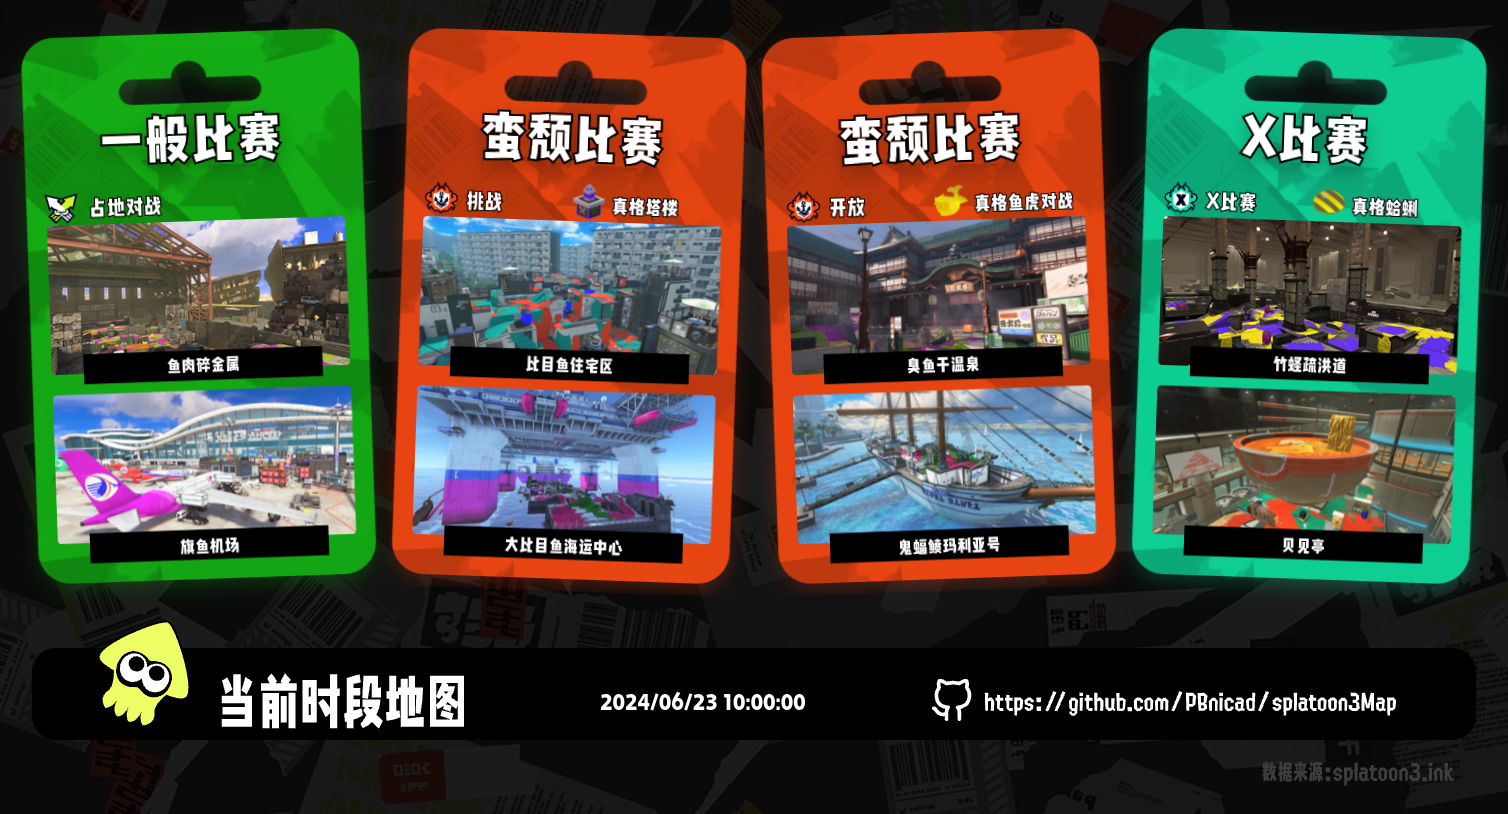 一般比赛
占地对战
鱼肉碎金属
旗鱼机场
蛮颓比赛
挑战
真格塔楼
比目鱼住宅区
大比目鱼海运中心
蛮颓比赛
开放
真格鱼虎对战
臭鱼干温泉
鬼蝠鲼玛利亚号
X比赛
X比赛
真格蛤蜊
竹蛏疏洪道
贝见亭
当前时段地图
2024/06/23 10:00:00
https://github.com/PBnicad/splatoon3Map
数据来源:splatoon3.ink